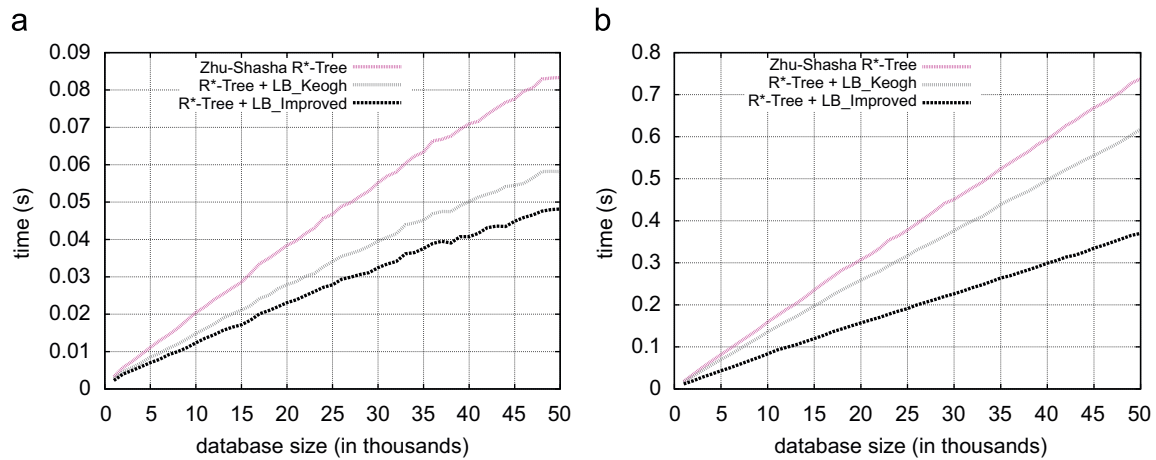 a
0.09
0.08
0.07
0.06
0.05
0.04
0.03
0.02
0.01
0
time (s)
Zhu-Shasha R*-Tree
R*-Tree + LB_Keogh
R*-Tree + LB_Improved
0 5 10 15 20 25 30 35 40 45 50
database size (in thousands)
b
0.8
0.7
0.6
0.5
0.4
0.3
0.2
0.1
0
time (s)
Zhu-Shasha R*-Tree
R*-Tree + LB_Keogh
R*-Tree + LB_Improved
0 5 10 15 20 25 30 35 40 45 50
database size (in thousands)